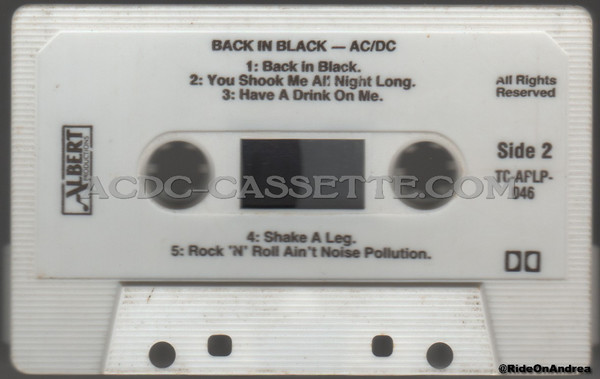 BACK IN BLACK — AC/DC
1: Back in Black.
2: You Shook Me All Night Long.
3: Have A Drink On Me.
All Rights
Reserved
ALBERT
PRODUCTIONS
Side 2
TC-APLP-
046
ACDC-CASSETTE.COM
4: Shake A Leg.
5: Rock 'N' Roll Ain't Noise Pollution.
@RideOnAndrea